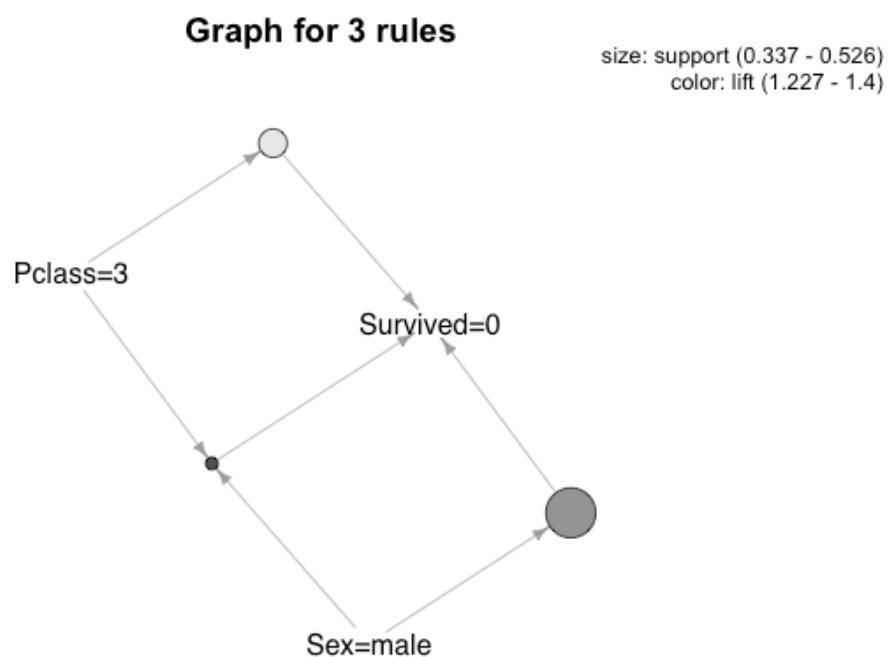 Graph for 3 rules
size: support (0.337 - 0.526)
color: lift (1.227 - 1.4)
Pclass=3
Survived=0
Sex=male